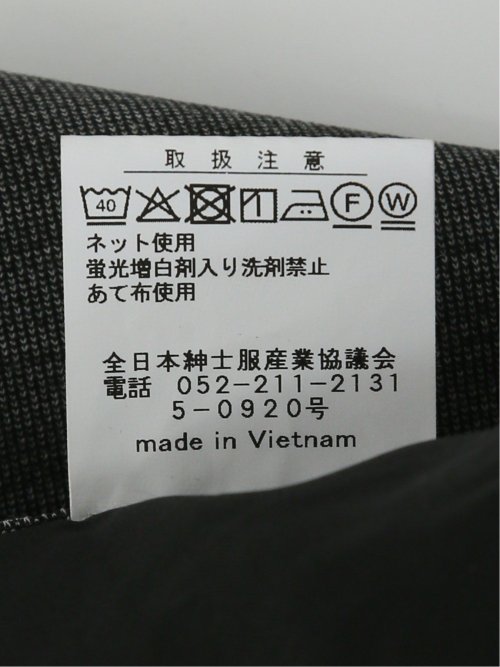 取扱注意
40 F W
ネット使用
蛍光増白剤入り洗剤禁止
あて布使用
全日本紳士服産業協議会
電話 052-211-2131
5-0920号
made in Vietnam